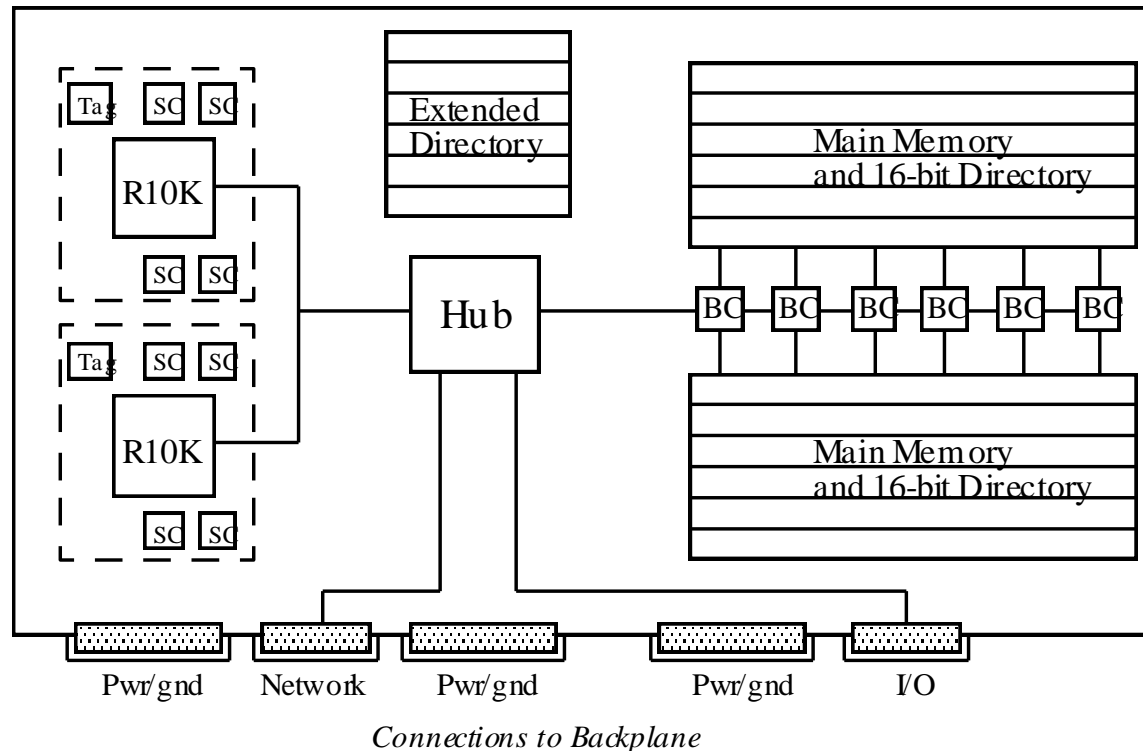 Tag SC SC
R10K
SC SC
Tag SC SC
R10K
SC SC
Extended
Directory
Hub
Main Memory
and 16-bit Directory
BC BC BC BC BC BC
Main Memory
and 16-bit Directory
Pwr/gnd Network Pwr/gnd Pwr/gnd I/O
Connections to Backplane